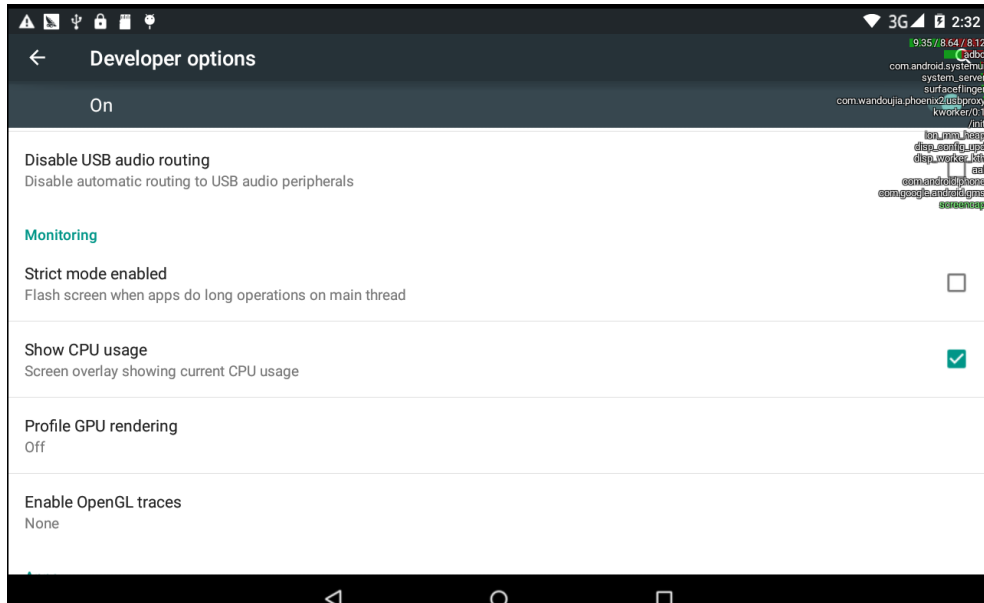 3G 2:32
Developer options
On
9.35 / 8.64 / 8.12
adbd
com.android.systemui
system_server
surfaceflinger
com.wandoujia.phoenix2.usbproxy
kworker/0:1
/init
ion_mm_heap
disp_config_upd
disp_worker_kth
aal
com.android.phone
com.google.android.gms
screencap
Disable USB audio routing
Disable automatic routing to USB audio peripherals
Monitoring
Strict mode enabled
Flash screen when apps do long operations on main thread
Show CPU usage
Screen overlay showing current CPU usage
Profile GPU rendering
Off
Enable OpenGL traces
None